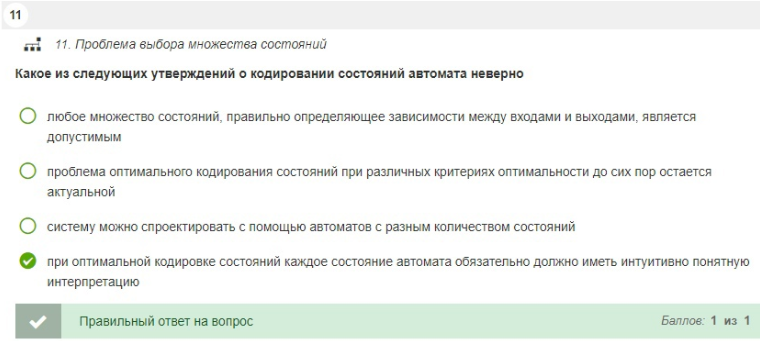 11
11. Проблема выбора множества состояний
Какое из следующих утверждений о кодировании состояний автомата неверно
любое множество состояний, правильно определяющее зависимости между входами и выходами, является
допустимым
проблема оптимального кодирования состояний при различных критериях оптимальности до сих пор остается
актуальной
систему можно спроектировать с помощью автоматов с разным количеством состояний
при оптимальной кодировке состояний каждое состояние автомата обязательно должно иметь интуитивно понятную
интерпретацию
Правильный ответ на вопрос Баллов: 1 из 1